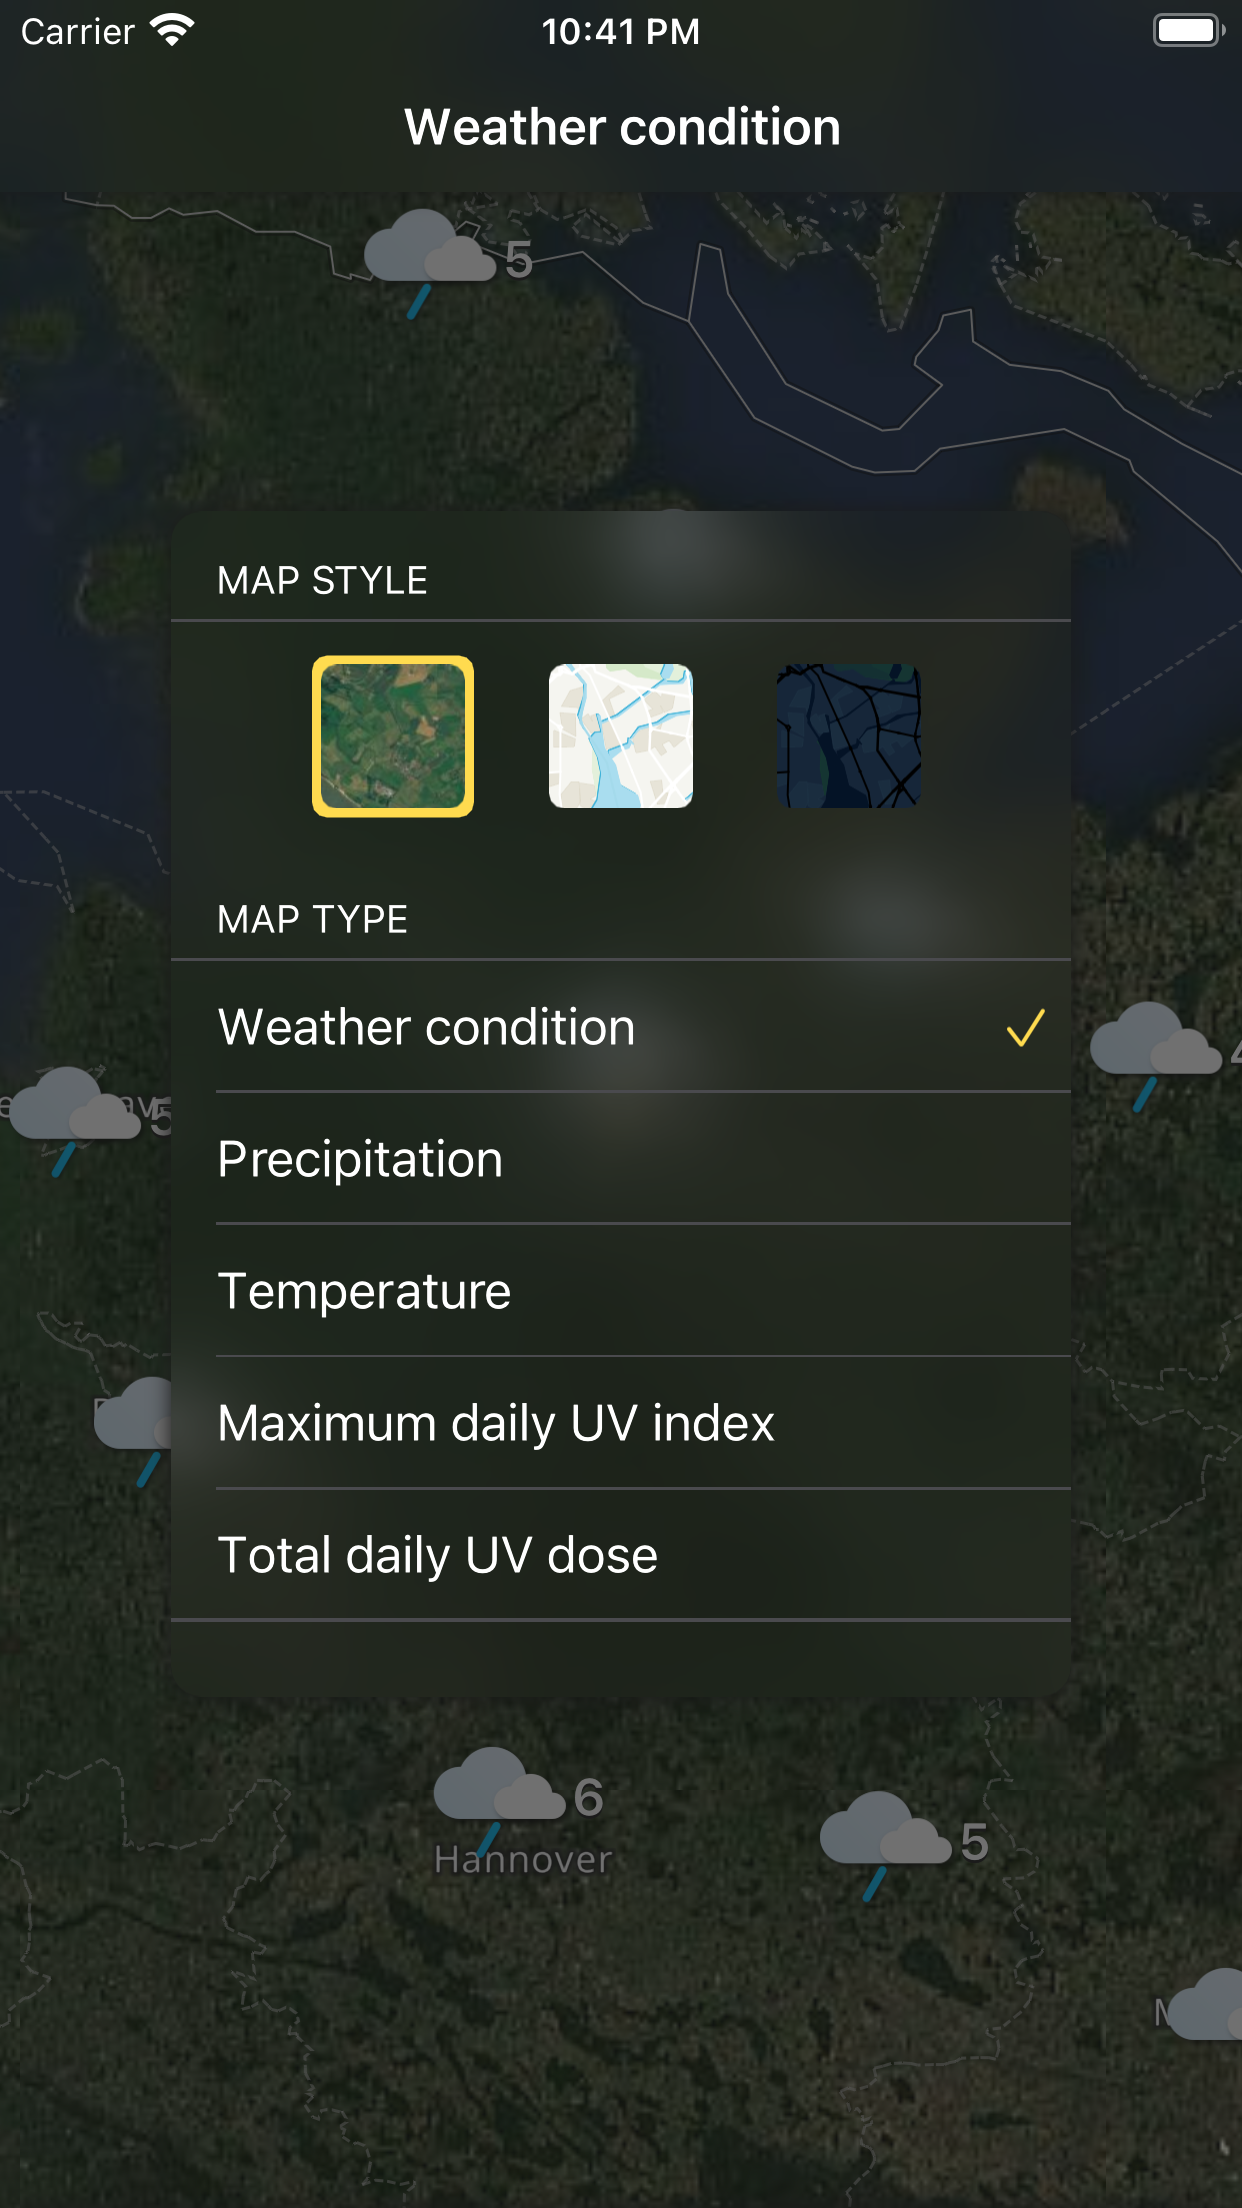 Carrier 10:41 PM
Weather condition
5
MAP STYLE
MAP TYPE
Weather condition
Precipitation
Temperature
Maximum daily UV index
Total daily UV dose
5
6
Hannover
5